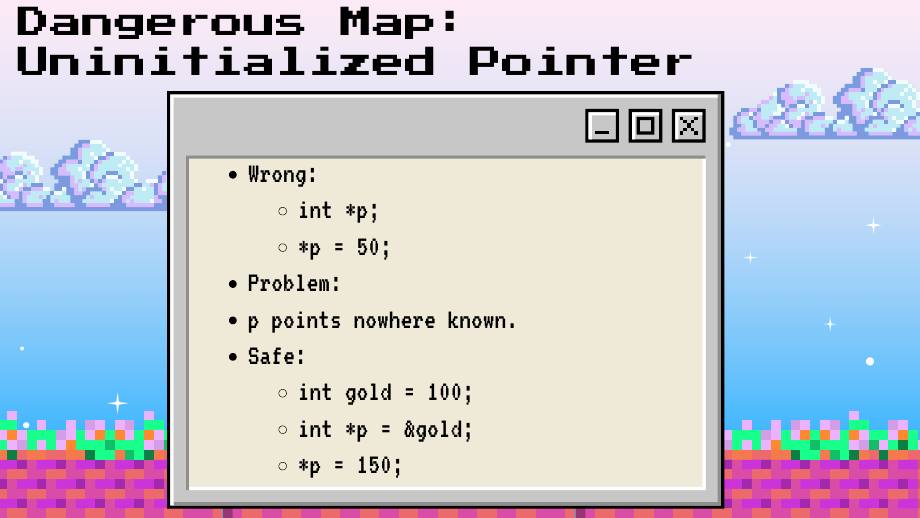 Dangerous Map:
Uninitialized Pointer
• Wrong:
○ int *p;
○ *p = 50;
• Problem:
• p points nowhere known.
• Safe:
○ int gold = 100;
○ int *p = &gold;
○ *p = 150;